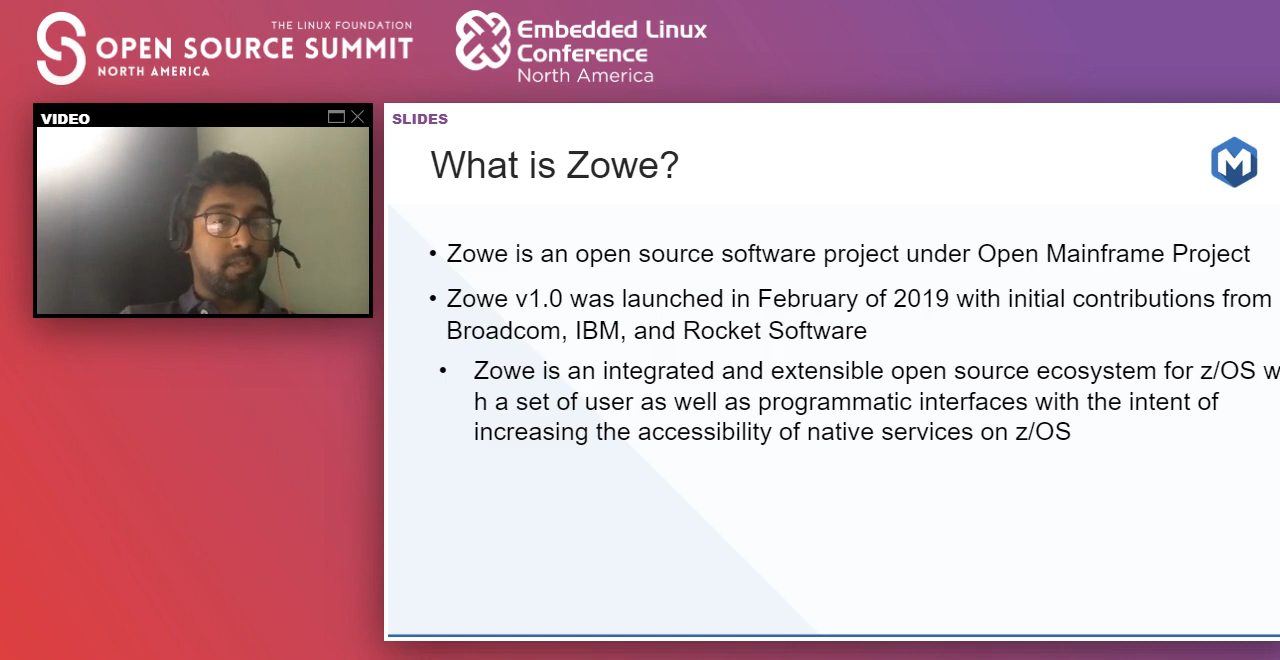 THE LINUX FOUNDATION
OPEN SOURCE SUMMIT
NORTH AMERICA
Embedded Linux
Conference
North America
VIDEO
SLIDES
What is Zowe?
M
• Zowe is an open source software project under Open Mainframe Project
• Zowe v1.0 was launched in February of 2019 with initial contributions from
Broadcom, IBM, and Rocket Software
• Zowe is an integrated and extensible open source ecosystem for z/OS w
h a set of user as well as programmatic interfaces with the intent of
increasing the accessibility of native services on z/OS